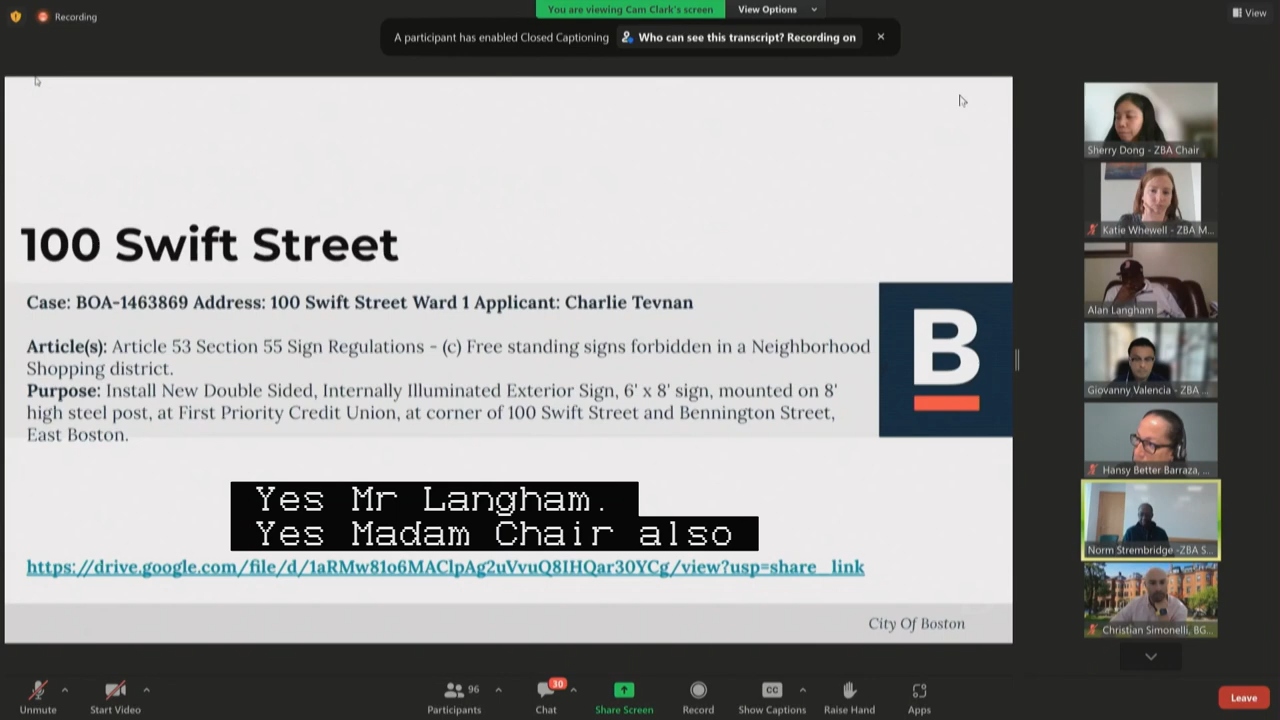 Recording
You are viewing Cam Clark's screen
View Options
View
A participant has enabled Closed Captioning
Who can see this transcript? Recording on
100 Swift Street
Case: BOA-1463869 Address: 100 Swift Street Ward 1 Applicant: Charlie Tevnan
Article(s): Article 53 Section 55 Sign Regulations - (c) Free standing signs forbidden in a Neighborhood
Shopping district.
Purpose: Install New Double Sided, Internally Illuminated Exterior Sign, 6' x 8' sign, mounted on 8'
high steel post, at First Priority Credit Union, at corner of 100 Swift Street and Bennington Street,
East Boston.
B
Yes Mr Langham.
Yes Madam Chair also
https://drive.google.com/file/d/1aRMw81o6MAClpAg2uVvuQ8IHQar30YCg/view?usp=share_link
City Of Boston
Sherry Dong - ZBA Chair
Katie Whewell - ZBA M...
Alan Langham
Giovanny Valencia - ZBA ...
Hansy Better Barraza, ...
Norm Strembridge -ZBA S...
Christian Simonelli, BG...
Unmute
Start Video
96
Participants
30
Chat
Share Screen
Record
CC
Show Captions
Raise Hand
Apps
Leave